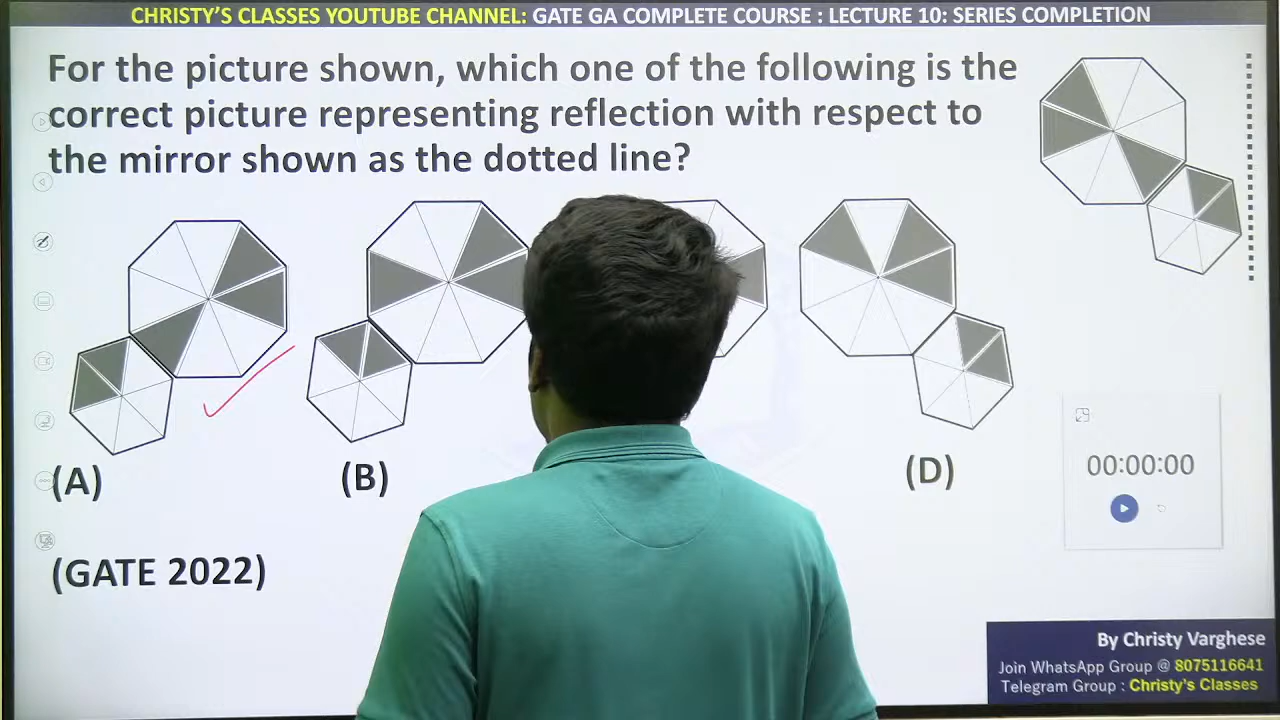 CHRISTY'S CLASSES YOUTUBE CHANNEL: GATE GA COMPLETE COURSE : LECTURE 10: SERIES COMPLETION
For the picture shown, which one of the following is the
correct picture representing reflection with respect to
the mirror shown as the dotted line?
(A)
(B)
(D)
00:00:00
(GATE 2022)
By Christy Varghese
Join WhatsApp Group @ 8075116641
Telegram Group : Christy's Classes